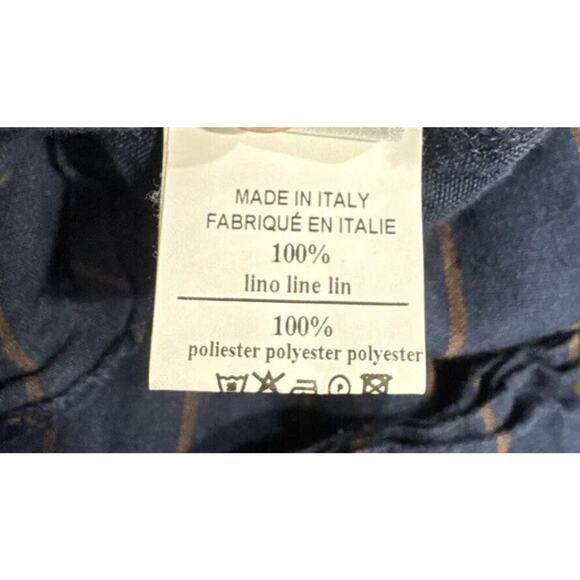 MADE IN ITALY
FABRIQUÉ EN ITALIE
100%
lino line lin
100%
poliester polyester polyester